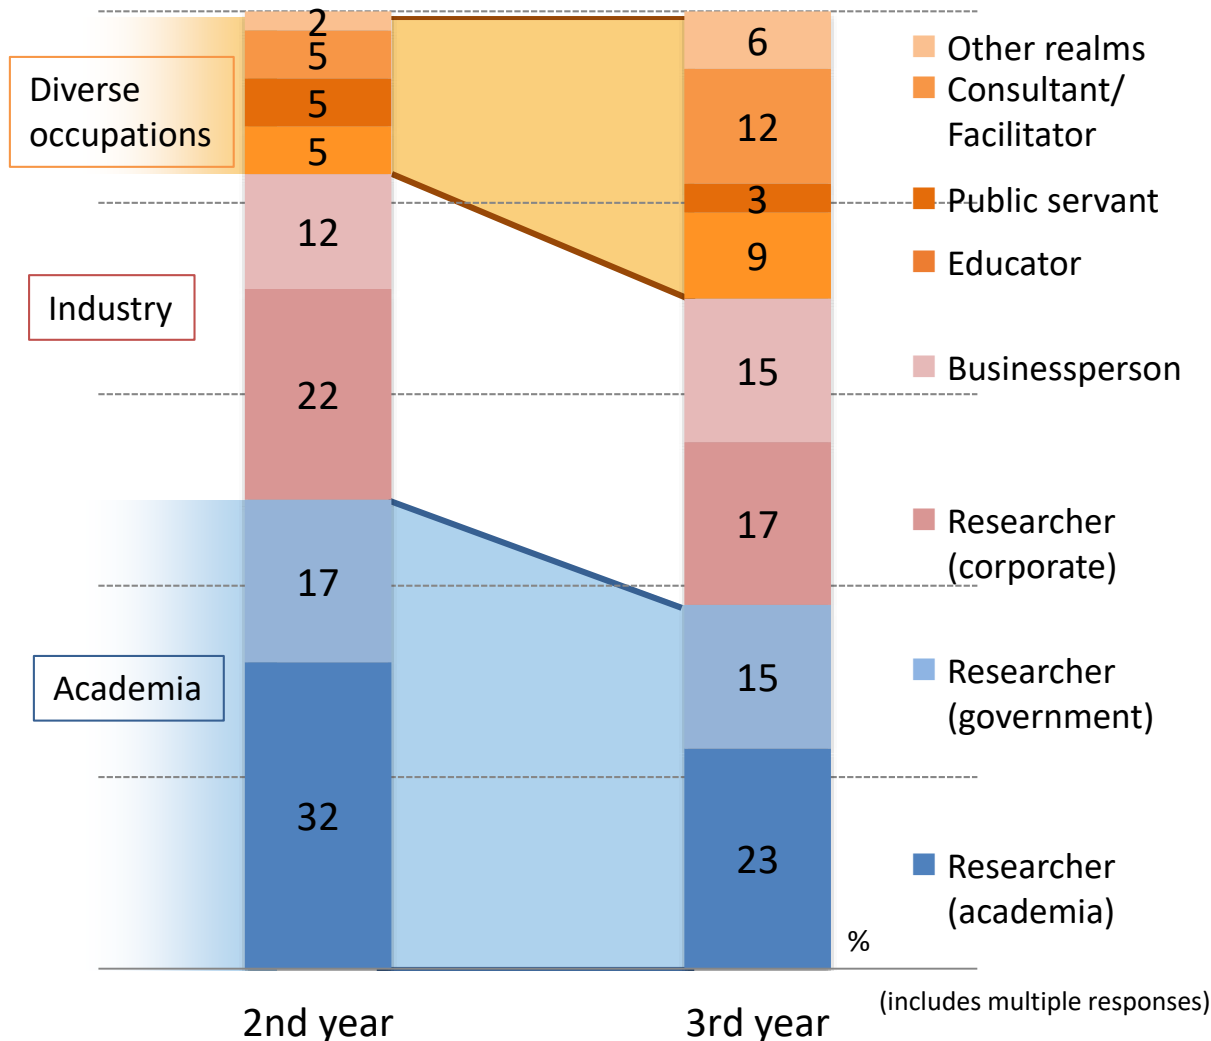 Diverse
occupations
Industry
Academia
2
5
5
5
12
22
17
32
6
12
3
9
15
17
15
23
Other realms
Consultant/
Facilitator
Public servant
Educator
Businessperson
Researcher
(corporate)
Researcher
(government)
Researcher
(academia)
%
2nd year
3rd year
(includes multiple responses)